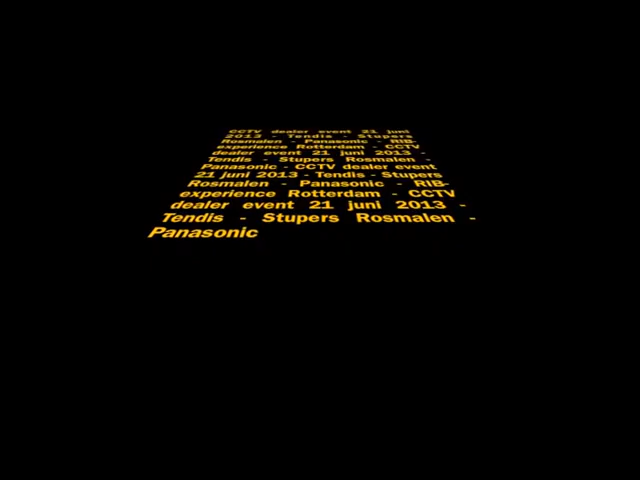 CCTV dealer event 21 juni
2013 - Tendis - Stupers
Rosmalen - Panasonic - RIB-
experience Rotterdam - CCTV
dealer event 21 juni 2013 -
Tendis - Stupers Rosmalen -
Panasonic - CCTV dealer event
21 juni 2013 - Tendis - Stupers
Rosmalen - Panasonic - RIB-
experience Rotterdam - CCTV
dealer event 21 juni 2013 -
Tendis - Stupers Rosmalen -
Panasonic